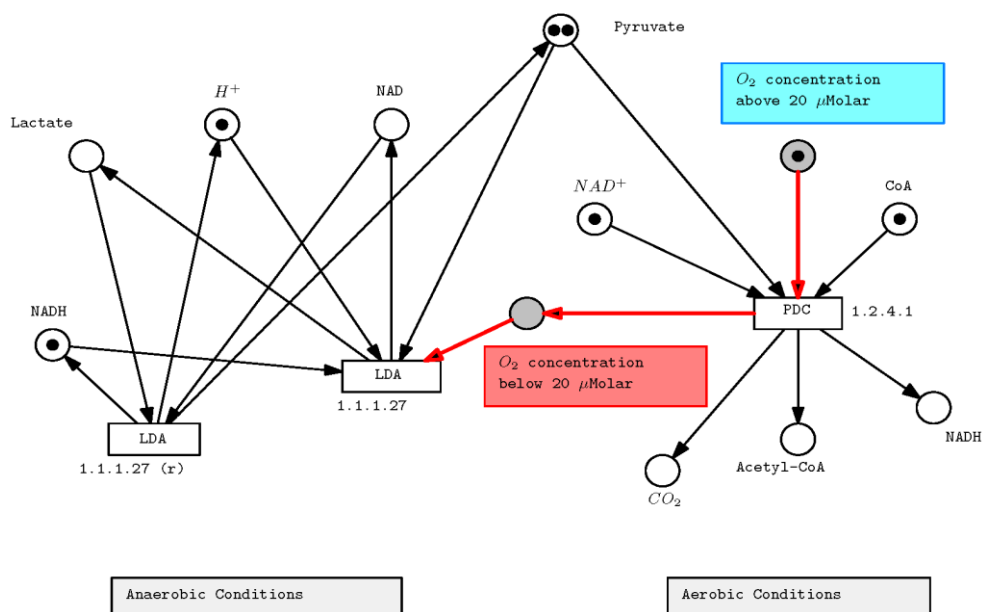 Pyruvate
O₂ concentration
above 20 μMolar
H⁺
NAD
Lactate
NAD⁺
CoA
NADH
PDC
1.2.4.1
O₂ concentration
below 20 μMolar
LDA
1.1.1.27
LDA
1.1.1.27 (r)
NADH
Acetyl-CoA
CO₂
Anaerobic Conditions
Aerobic Conditions